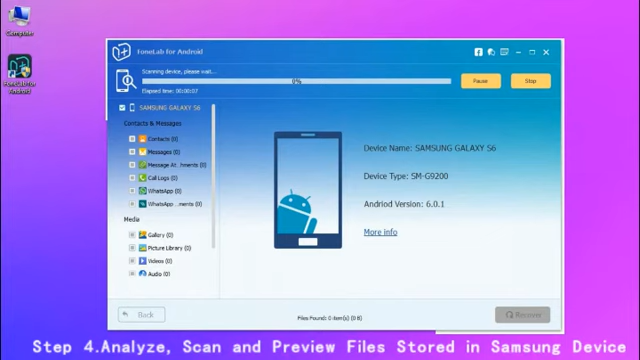 Computer
FoneLab for
Android
FoneLab for Android
Scanning device, please wait...
0%
Elapsed time: 00:00:07
Pause
Stop
SAMSUNG GALAXY S6
Contacts & Messages
Contacts (0)
Messages (0)
Message At...hments (0)
Call Logs (0)
WhatsApp (0)
WhatsApp ...ments (0)
Media
Gallery (0)
Picture Library (0)
Videos (0)
Audio (0)
Device Name: SAMSUNG GALAXY S6
Device Type: SM-G9200
Andriod Version: 6.0.1
More info
Back
Files Found: 0 item(s) (0 B)
Recover
Step 4.Analyze, Scan and Preview Files Stored in Samsung Device